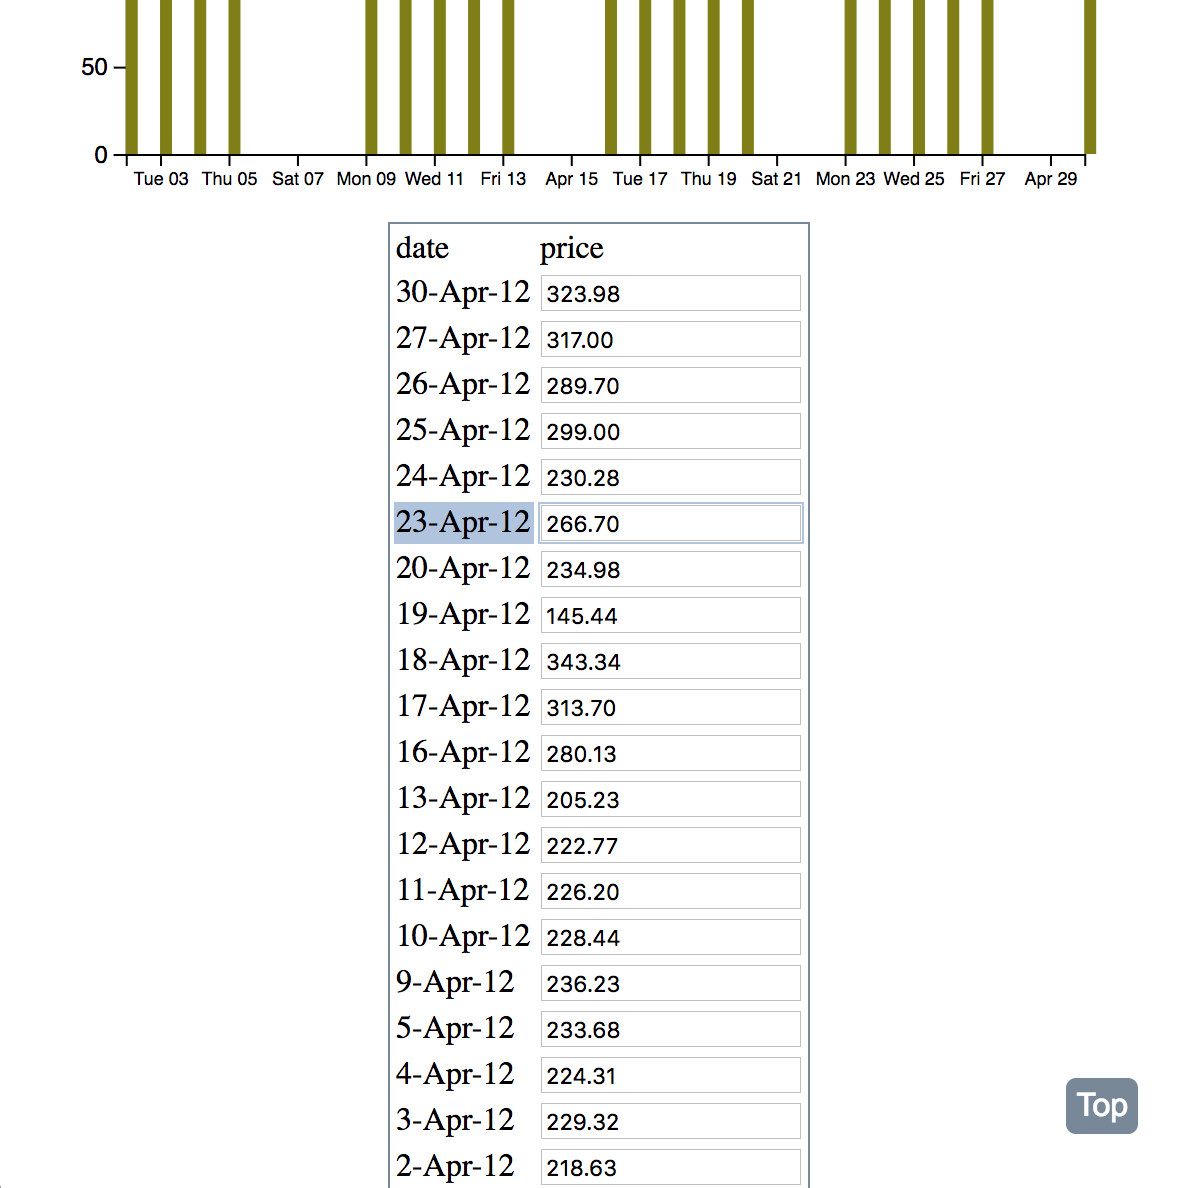 50
0
Tue 03 Thu 05 Sat 07 Mon 09 Wed 11 Fri 13 Apr 15 Tue 17 Thu 19 Sat 21 Mon 23 Wed 25 Fri 27 Apr 29
date price
30-Apr-12 323.98
27-Apr-12 317.00
26-Apr-12 289.70
25-Apr-12 299.00
24-Apr-12 230.28
23-Apr-12 266.70
20-Apr-12 234.98
19-Apr-12 145.44
18-Apr-12 343.34
17-Apr-12 313.70
16-Apr-12 280.13
13-Apr-12 205.23
12-Apr-12 222.77
11-Apr-12 226.20
10-Apr-12 228.44
9-Apr-12 236.23
5-Apr-12 233.68
4-Apr-12 224.31
3-Apr-12 229.32
2-Apr-12 218.63
Top